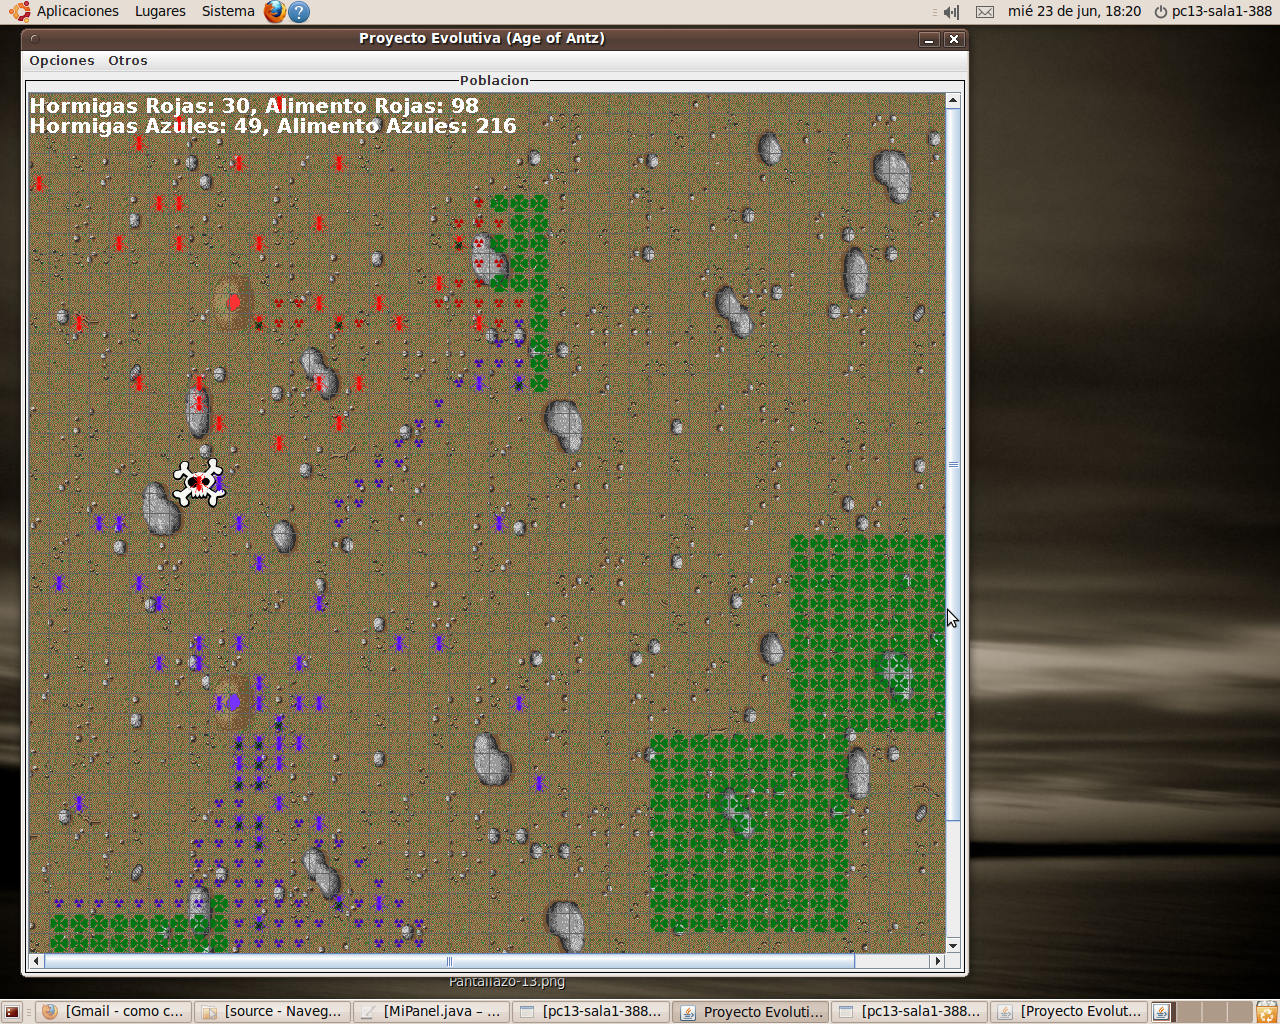 Aplicaciones Lugares Sistema mié 23 de jun, 18:20 pc13-sala1-388
Proyecto Evolutiva (Age of Antz)
Opciones Otros
Poblacion
Hormigas Rojas: 30, Alimento Rojas: 98
Hormigas Azules: 49, Alimento Azules: 216
Pantallazo-13.png
[Gmail - como c... [source - Naveg... [MiPanel.java – ... [pc13-sala1-388... Proyecto Evoluti... [pc13-sala1-388... [Proyecto Evolut...